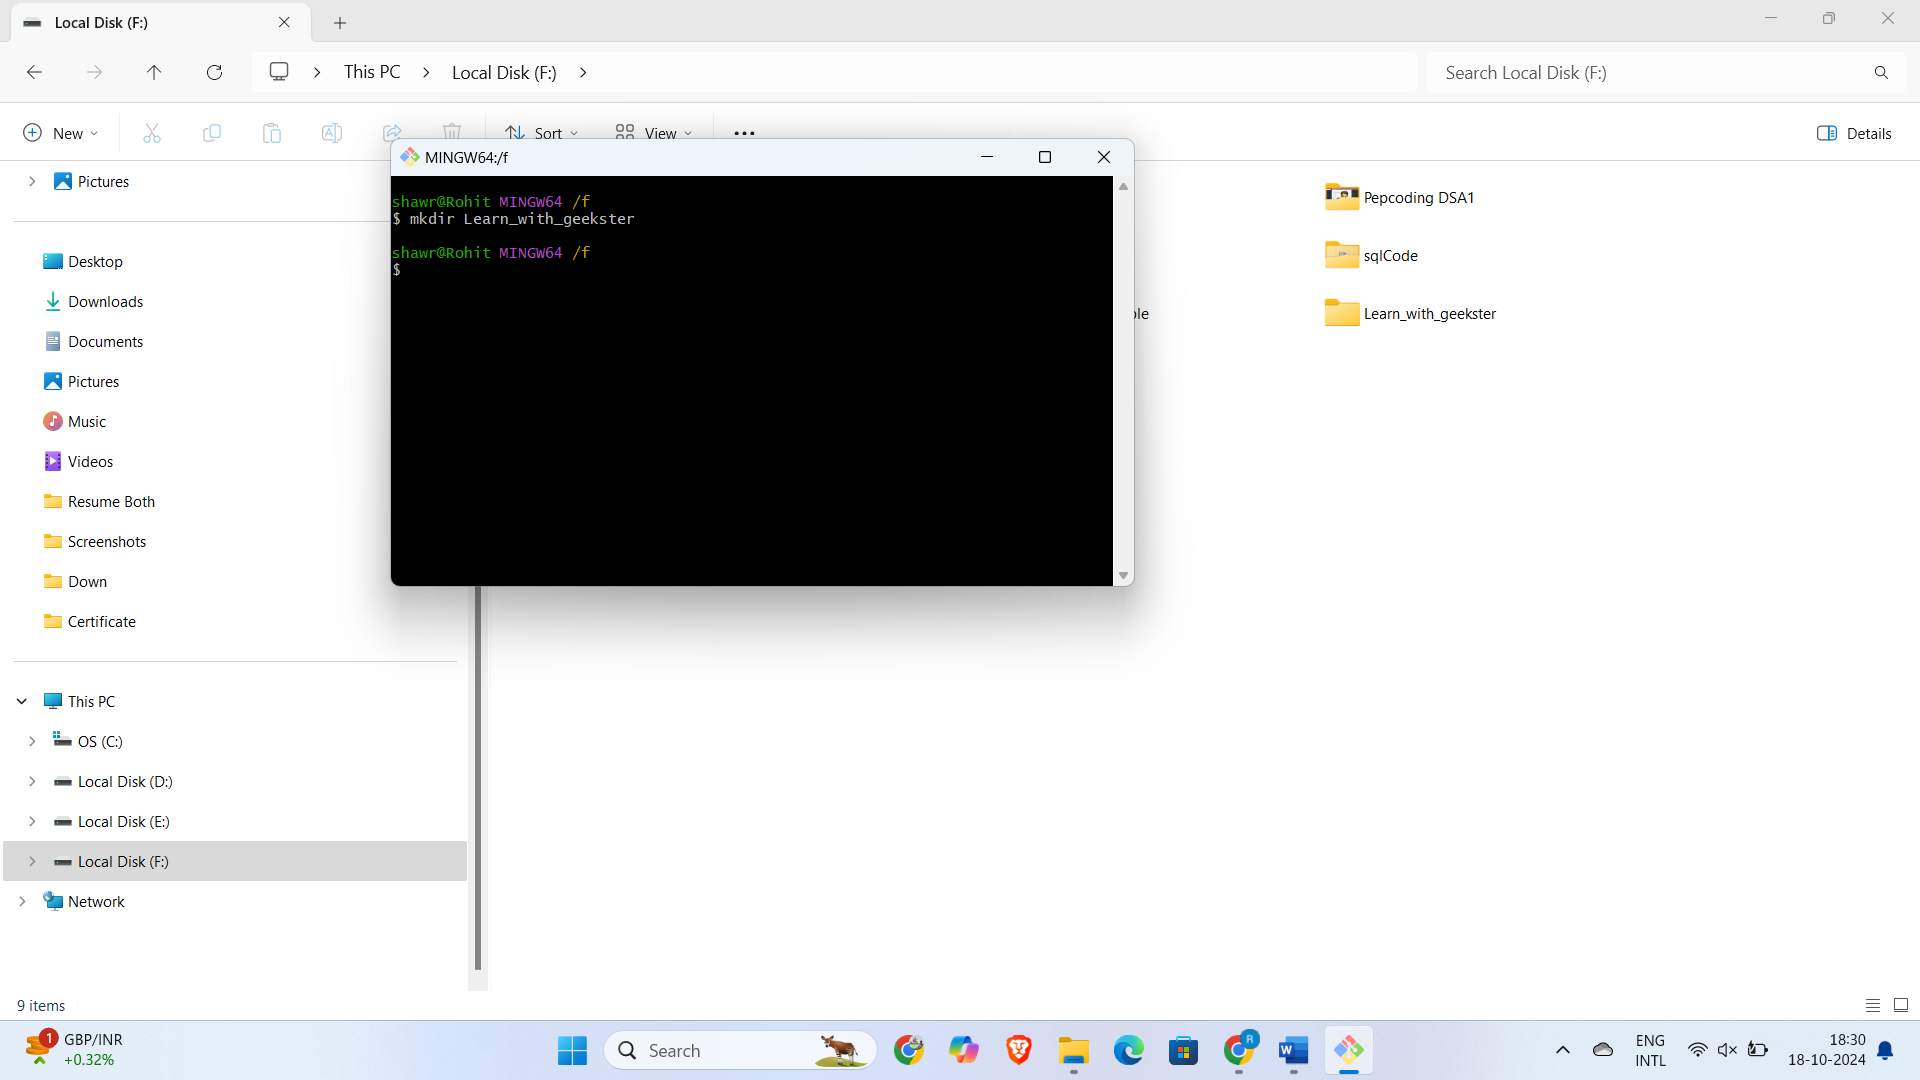 Local Disk (F:)
This PC
Local Disk (F:)
Search Local Disk (F:)
New
Sort
View
Details
MINGW64:/f
shawr@Rohit MINGW64 /f
$ mkdir Learn_with_geekster
shawr@Rohit MINGW64 /f
$
Pictures
Desktop
Downloads
Documents
Pictures
Music
Videos
Resume Both
Screenshots
Down
Certificate
This PC
OS (C:)
Local Disk (D:)
Local Disk (E:)
Local Disk (F:)
Network
Pepcoding DSA1
sqlCode
Learn_with_geekster
9 items
1
GBP/INR
+0.32%
Search
R
W
ENG
INTL
18:30
18-10-2024